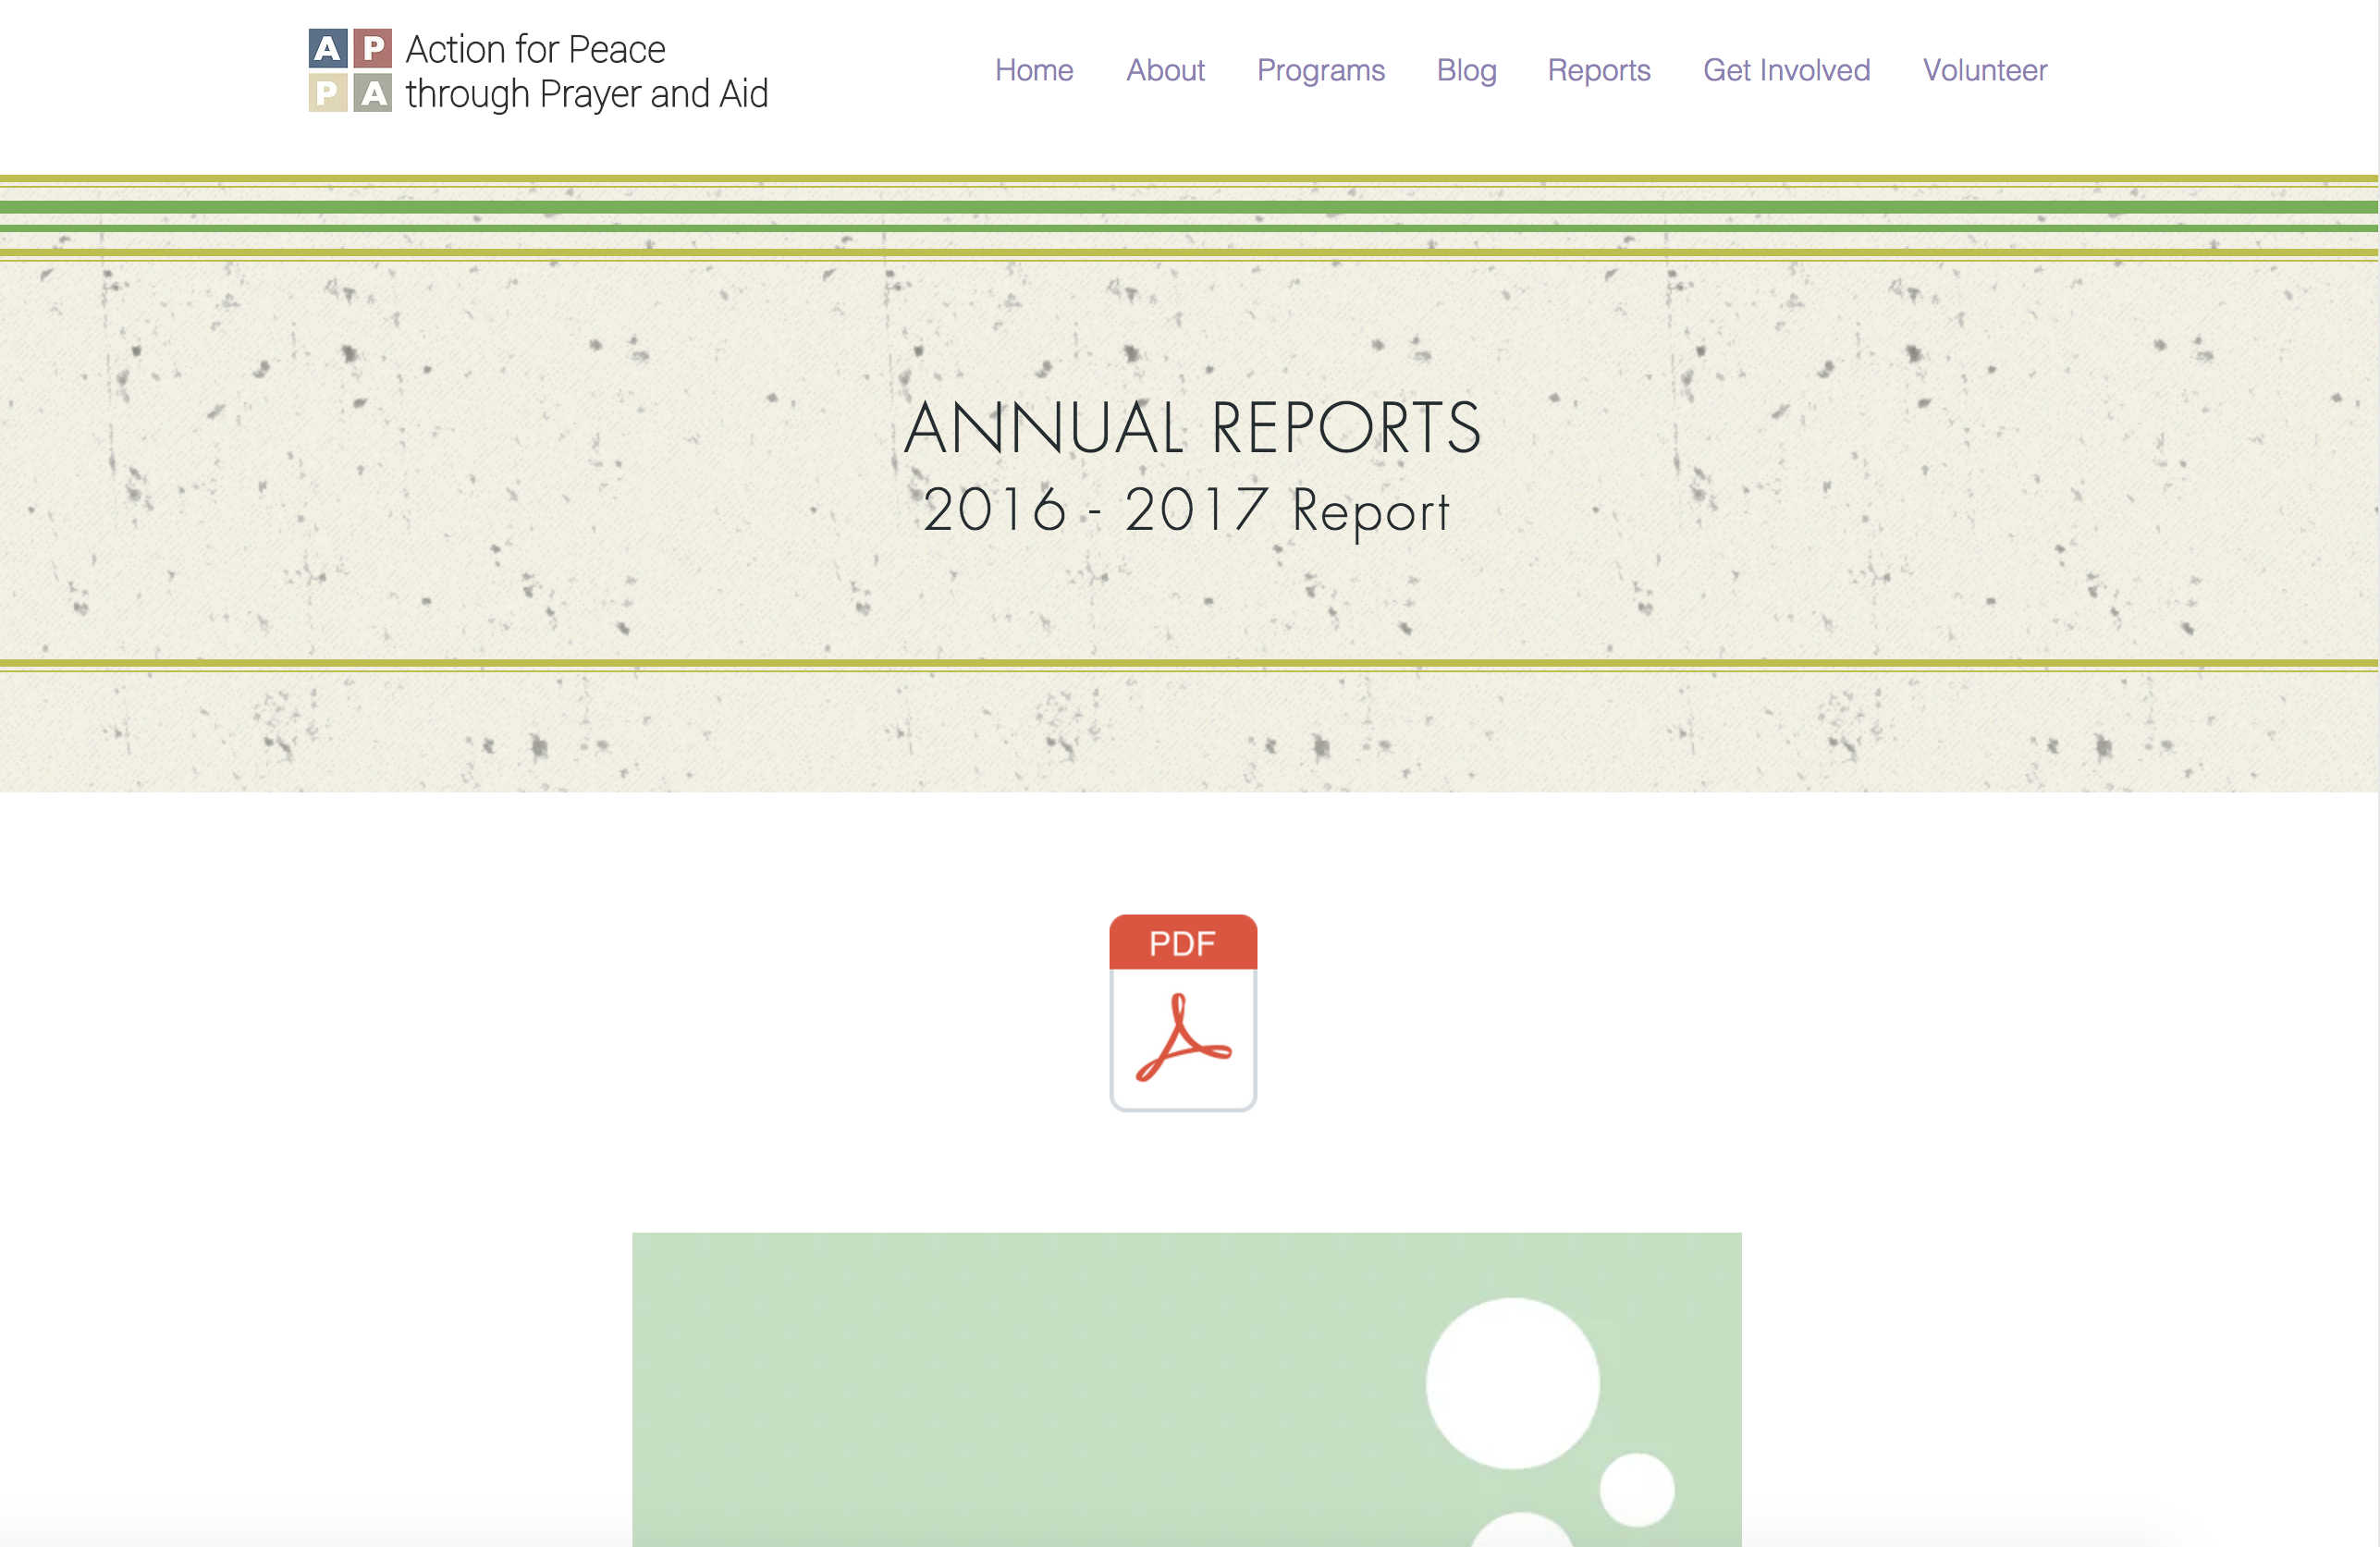 A P
P A
Action for Peace
through Prayer and Aid
Home About Programs Blog Reports Get Involved Volunteer
ANNUAL REPORTS
2016 - 2017 Report
PDF